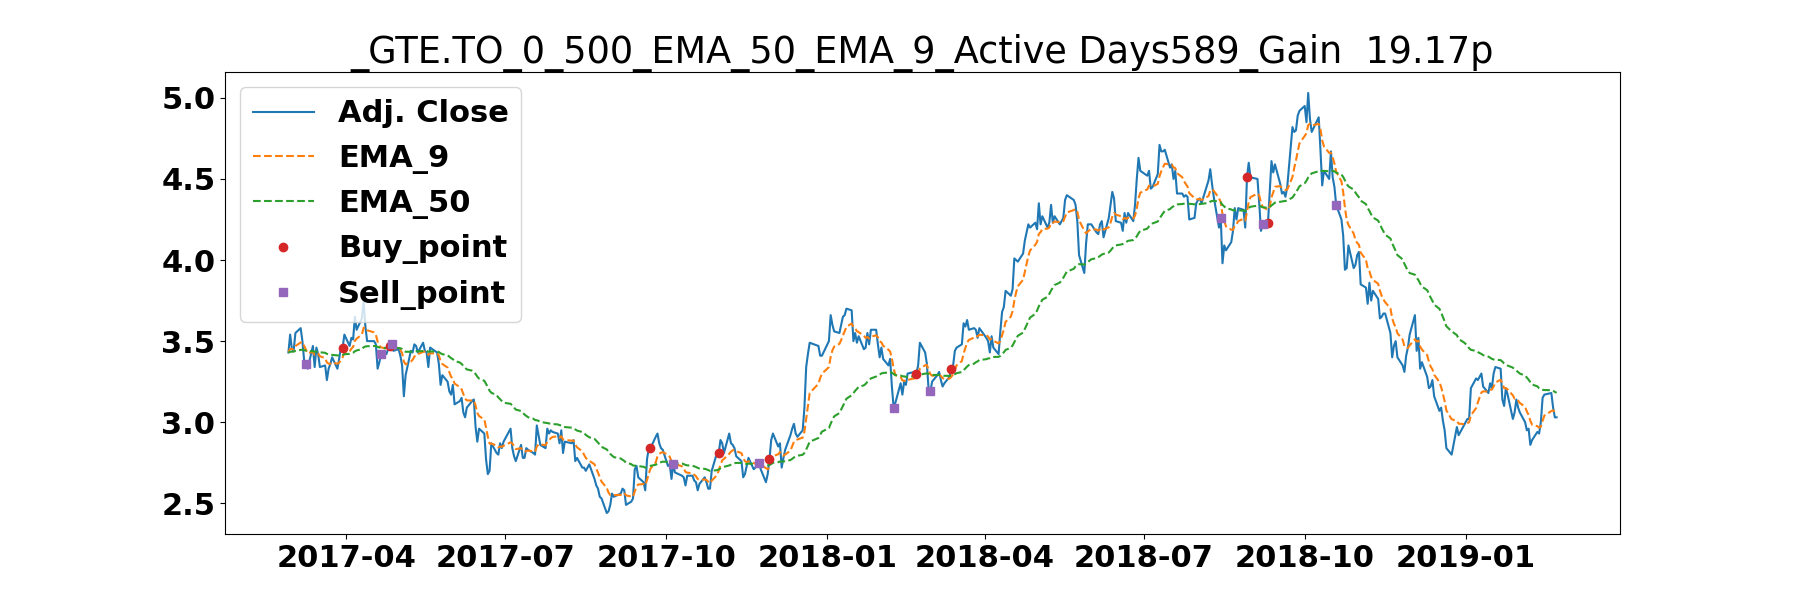 _GTE.TO_0_500_EMA_50_EMA_9_Active Days589_Gain  19.17p
5.0
4.5
4.0
3.5
3.0
2.5
Adj. Close
EMA_9
EMA_50
Buy_point
Sell_point
2017-04 2017-07 2017-10 2018-01 2018-04 2018-07 2018-10 2019-01